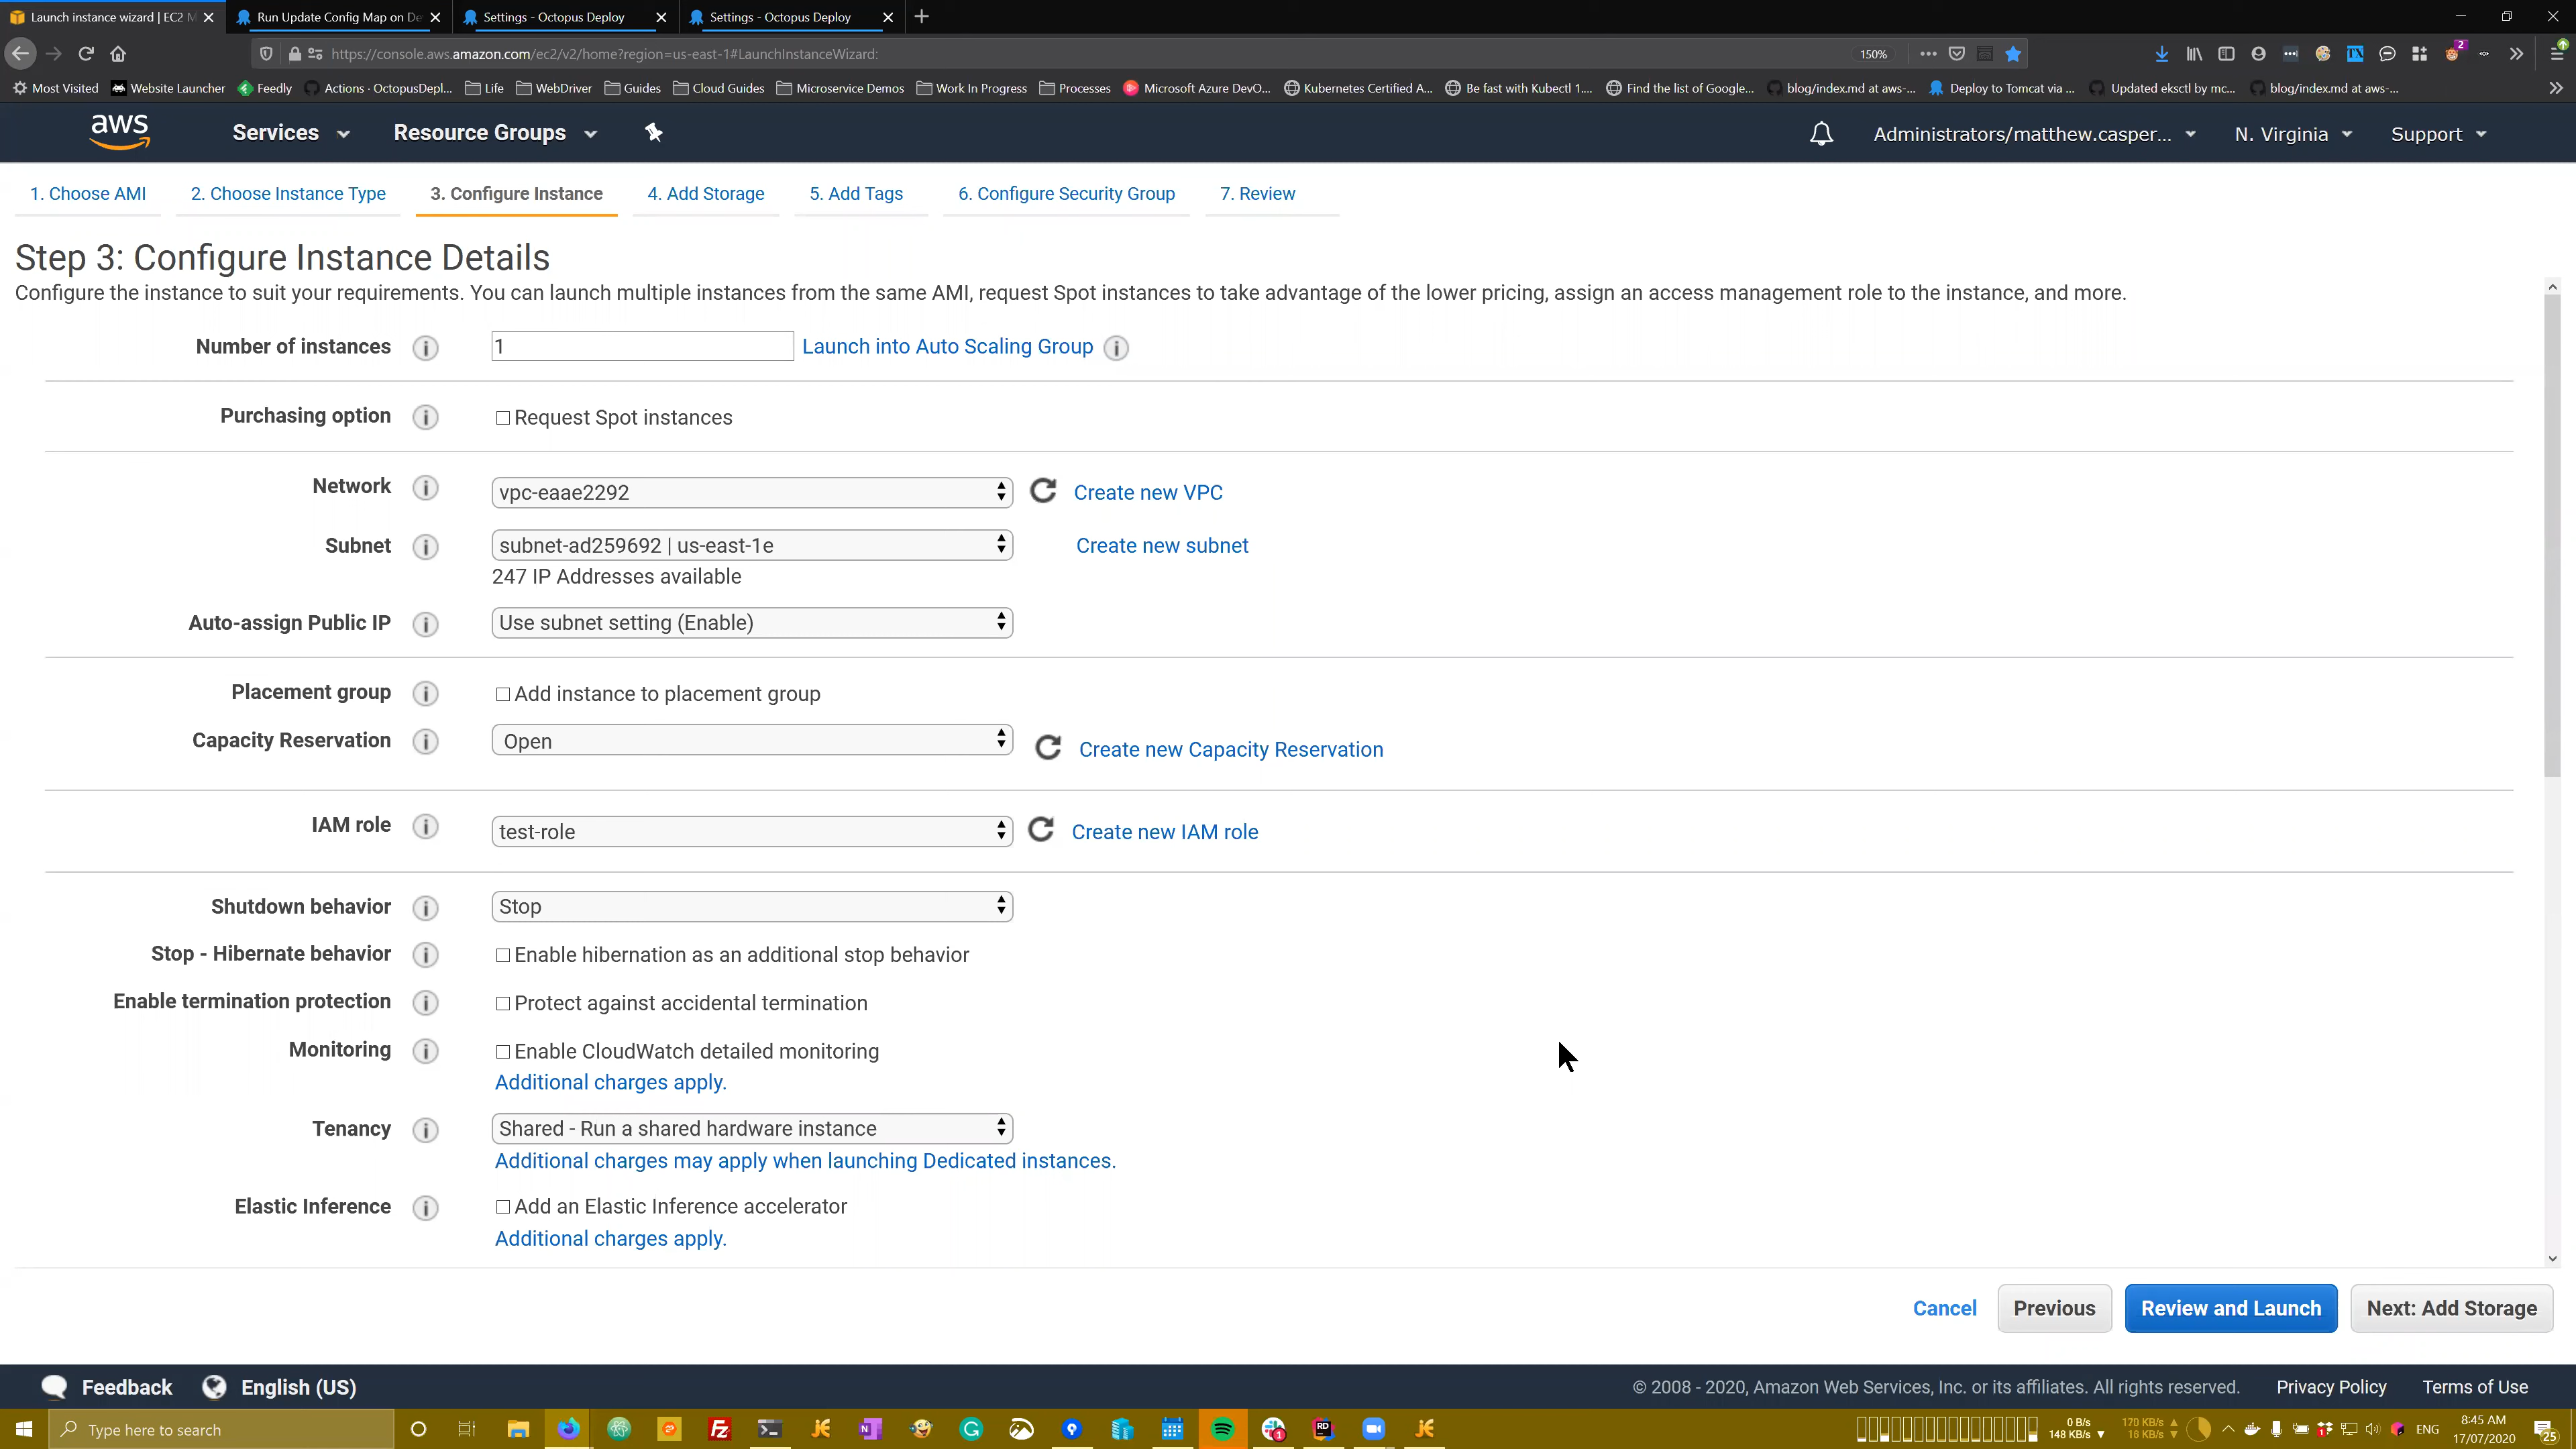 Launch instance wizard | EC2 M
Run Update Config Map on De
Settings - Octopus Deploy
Settings - Octopus Deploy
https://console.aws.amazon.com/ec2/v2/home?region=us-east-1#LaunchInstanceWizard:
150%
2
Most Visited
Website Launcher
Feedly
Actions · OctopusDepl...
Life
WebDriver
Guides
Cloud Guides
Microservice Demos
Work In Progress
Processes
Microsoft Azure DevO...
Kubernetes Certified A...
Be fast with Kubectl 1....
Find the list of Google...
blog/index.md at aws-...
Deploy to Tomcat via ...
Updated eksctl by mc...
blog/index.md at aws-...
aws
Services
Resource Groups
Administrators/matthew.casper...
N. Virginia
Support
1. Choose AMI
2. Choose Instance Type
3. Configure Instance
4. Add Storage
5. Add Tags
6. Configure Security Group
7. Review
Step 3: Configure Instance Details
Configure the instance to suit your requirements. You can launch multiple instances from the same AMI, request Spot instances to take advantage of the lower pricing, assign an access management role to the instance, and more.
Number of instances
1
Launch into Auto Scaling Group
Purchasing option
Request Spot instances
Network
vpc-eaae2292
Create new VPC
Subnet
subnet-ad259692 | us-east-1e
Create new subnet
247 IP Addresses available
Auto-assign Public IP
Use subnet setting (Enable)
Placement group
Add instance to placement group
Capacity Reservation
Open
Create new Capacity Reservation
IAM role
test-role
Create new IAM role
Shutdown behavior
Stop
Stop - Hibernate behavior
Enable hibernation as an additional stop behavior
Enable termination protection
Protect against accidental termination
Monitoring
Enable CloudWatch detailed monitoring
Additional charges apply.
Tenancy
Shared - Run a shared hardware instance
Additional charges may apply when launching Dedicated instances.
Elastic Inference
Add an Elastic Inference accelerator
Additional charges apply.
Cancel
Previous
Review and Launch
Next: Add Storage
Feedback
English (US)
© 2008 - 2020, Amazon Web Services, Inc. or its affiliates. All rights reserved.
Privacy Policy
Terms of Use
Type here to search
0 B/s
148 KB/s
170 KB/s
16 KB/s
ENG
8:45 AM
17/07/2020
25